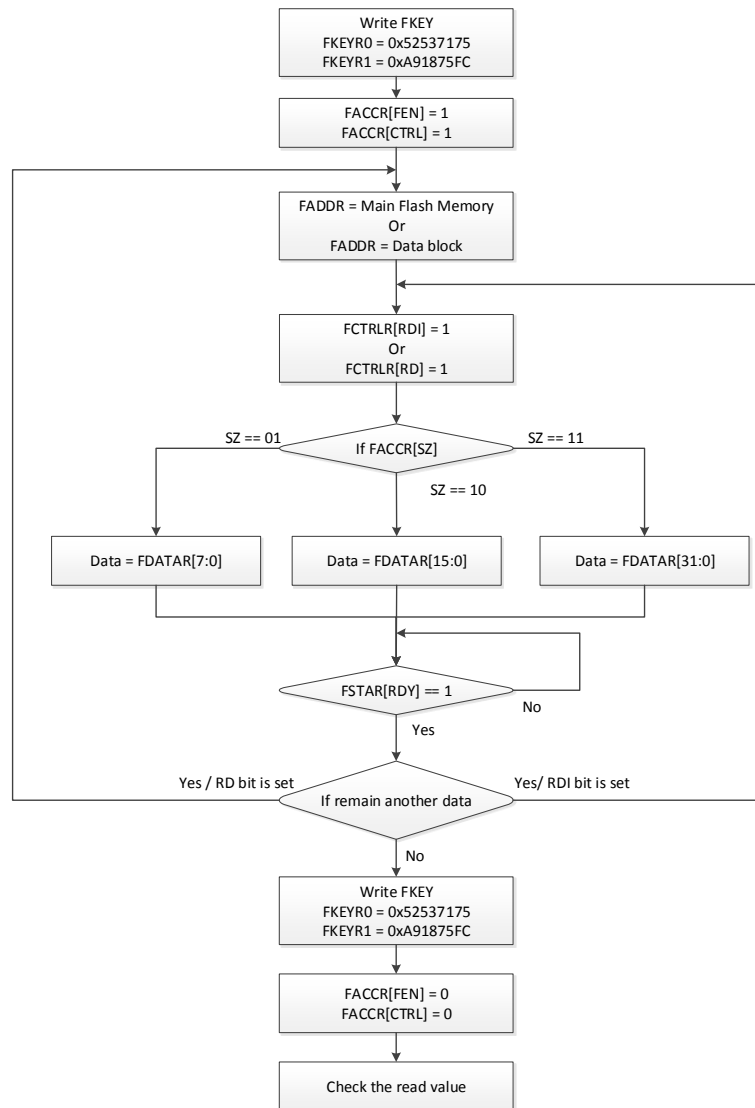 Write FKEY
FKEYR0 = 0x52537175
FKEYR1 = 0xA91875FC
FACCR[FEN] = 1
FACCR[CTRL] = 1
FADDR = Main Flash Memory
Or
FADDR = Data block
FCTRLR[RDI] = 1
Or
FCTRLR[RD] = 1
SZ == 01
If FACCR[SZ]
SZ == 11
SZ == 10
Data = FDATAR[7:0]
Data = FDATAR[15:0]
Data = FDATAR[31:0]
FSTAR[RDY] == 1
No
Yes
Yes / RD bit is set
If remain another data
Yes/ RDI bit is set
No
Write FKEY
FKEYR0 = 0x52537175
FKEYR1 = 0xA91875FC
FACCR[FEN] = 0
FACCR[CTRL] = 0
Check the read value